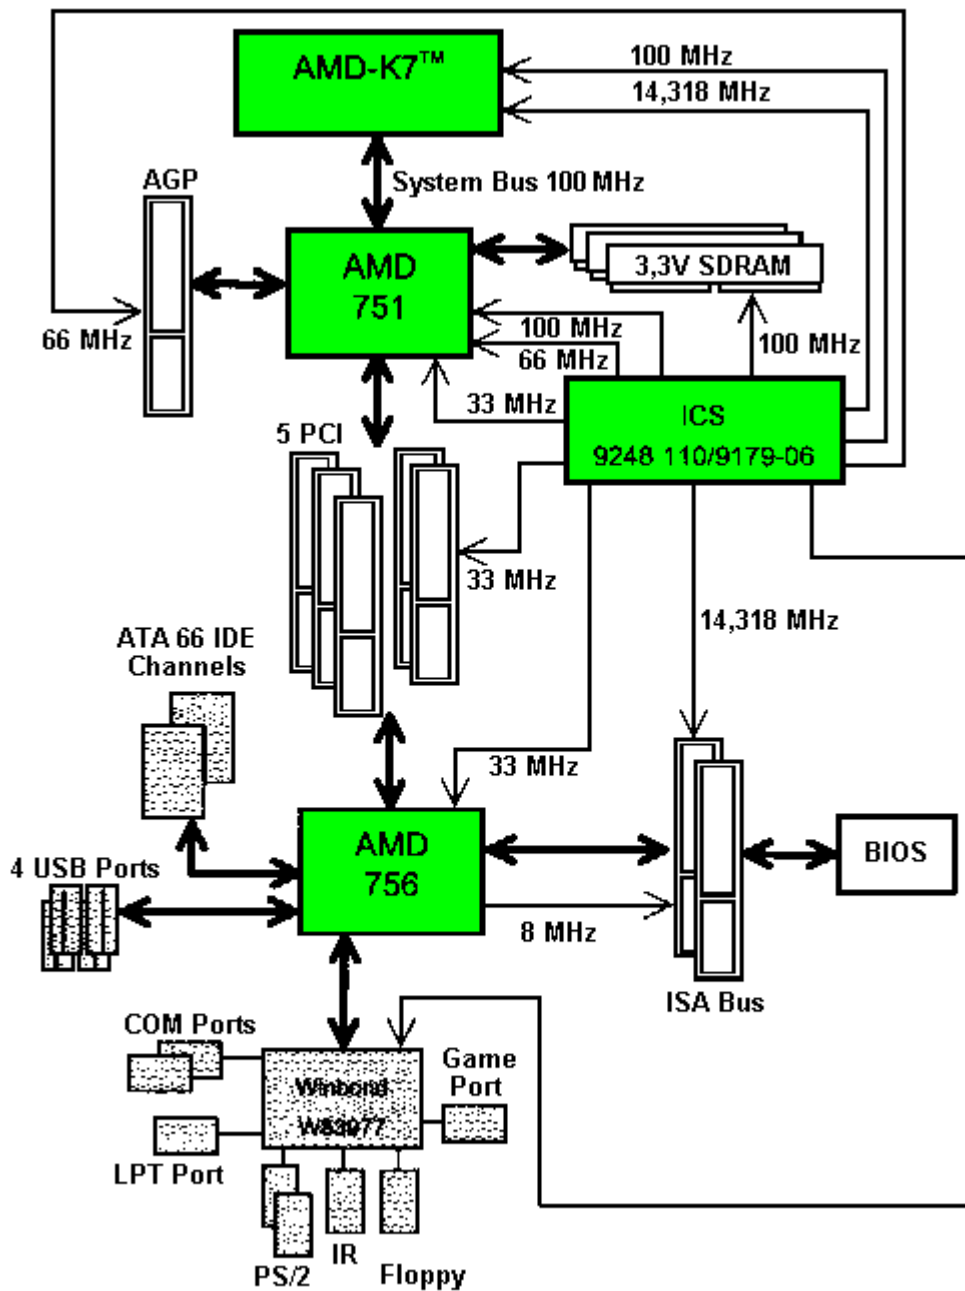 AMD-K7™
100 MHz
14,318 MHz
System Bus 100 MHz
AGP
AMD
751
3,3V SDRAM
66 MHz
100 MHz
66 MHz
100 MHz
33 MHz
ICS
9248 110/9179-06
5 PCI
33 MHz
14,318 MHz
ATA 66 IDE
Channels
33 MHz
AMD
756
BIOS
4 USB Ports
8 MHz
ISA Bus
COM Ports
Game
Port
Winbond
W83977
LPT Port
IR
PS/2
Floppy